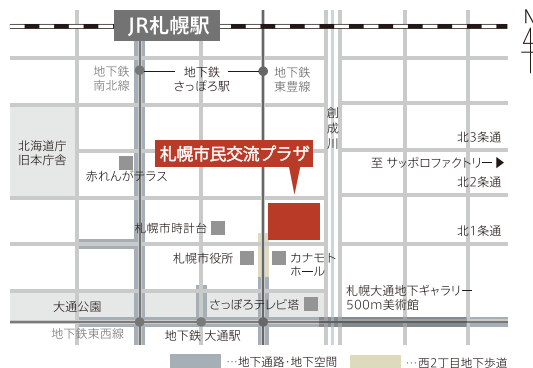 JR札幌駅
N
地下鉄
南北線
地下鉄
さっぽろ駅
地下鉄
東豊線
創成川
北海道庁
旧本庁舎
札幌市民交流プラザ
北3条通
至 サッポロファクトリー
赤れんがテラス
北2条通
札幌市時計台
北1条通
札幌市役所
カナモト
ホール
札幌大通地下ギャラリー
500m美術館
大通公園
さっぽろテレビ塔
地下鉄東西線
地下鉄 大通駅
…地下通路・地下空間
…西2丁目地下歩道